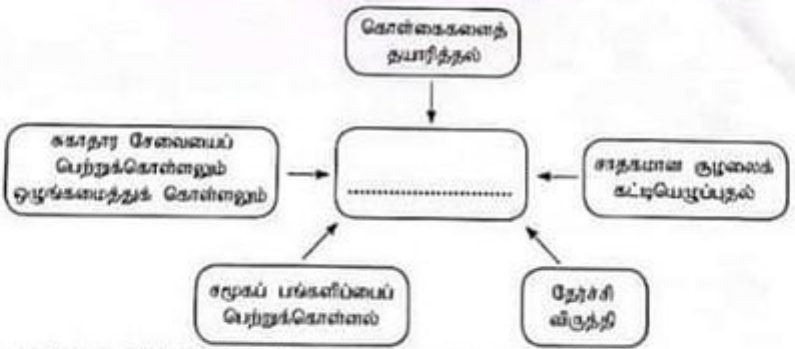 கொள்கைகளைத்
தயாரித்தல்
சுகாதார சேவையைப்
பெற்றுக்கொள்ளலும்
ஒழுங்கமைத்துக் கொள்ளலும்
.............................
சாதகமான சூழலைக்
கட்டியெழுப்புதல்
சமூகப் பங்களிப்பைப்
பெற்றுக்கொள்ளல்
தேர்ச்சி
விருத்தி